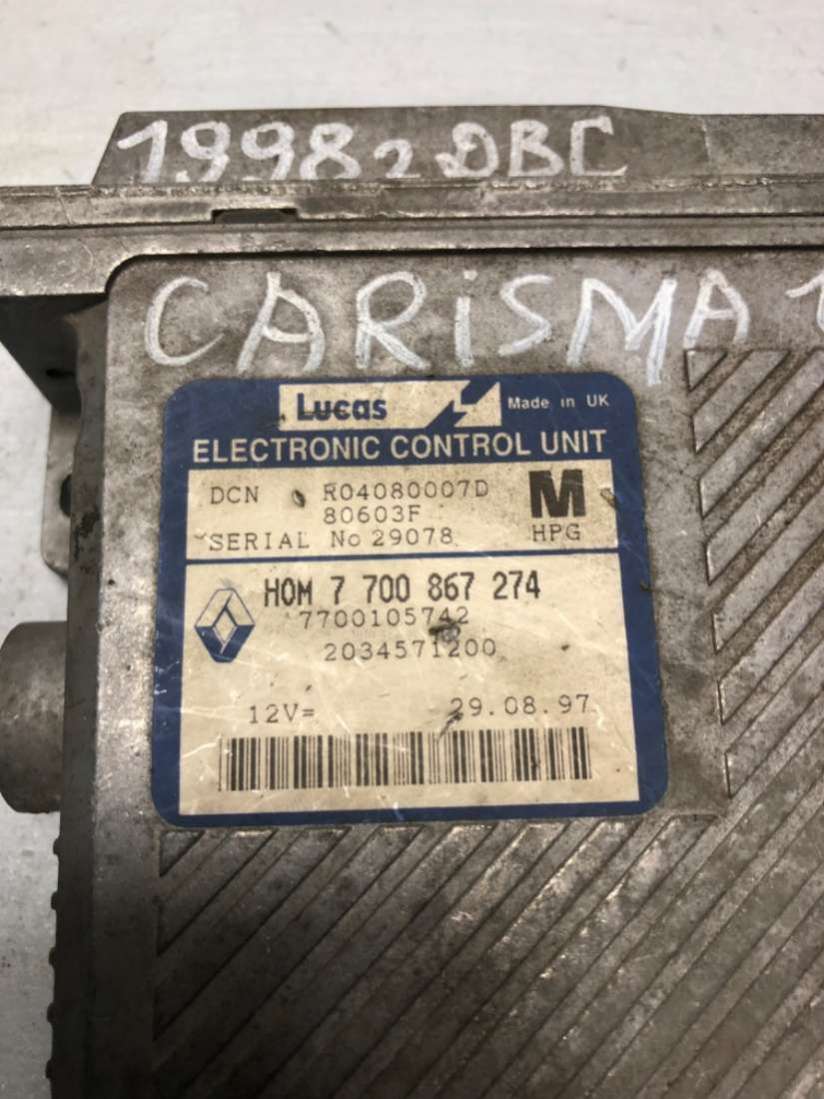 1998 2 DBC
CARiSMA 1
Lucas Made in UK
ELECTRONIC CONTROL UNIT
DCN R04080007D M
80603F
SERIAL No 29078 HPG
HOM 7 700 867 274
7700105742
2034571200
12V= 29.08.97